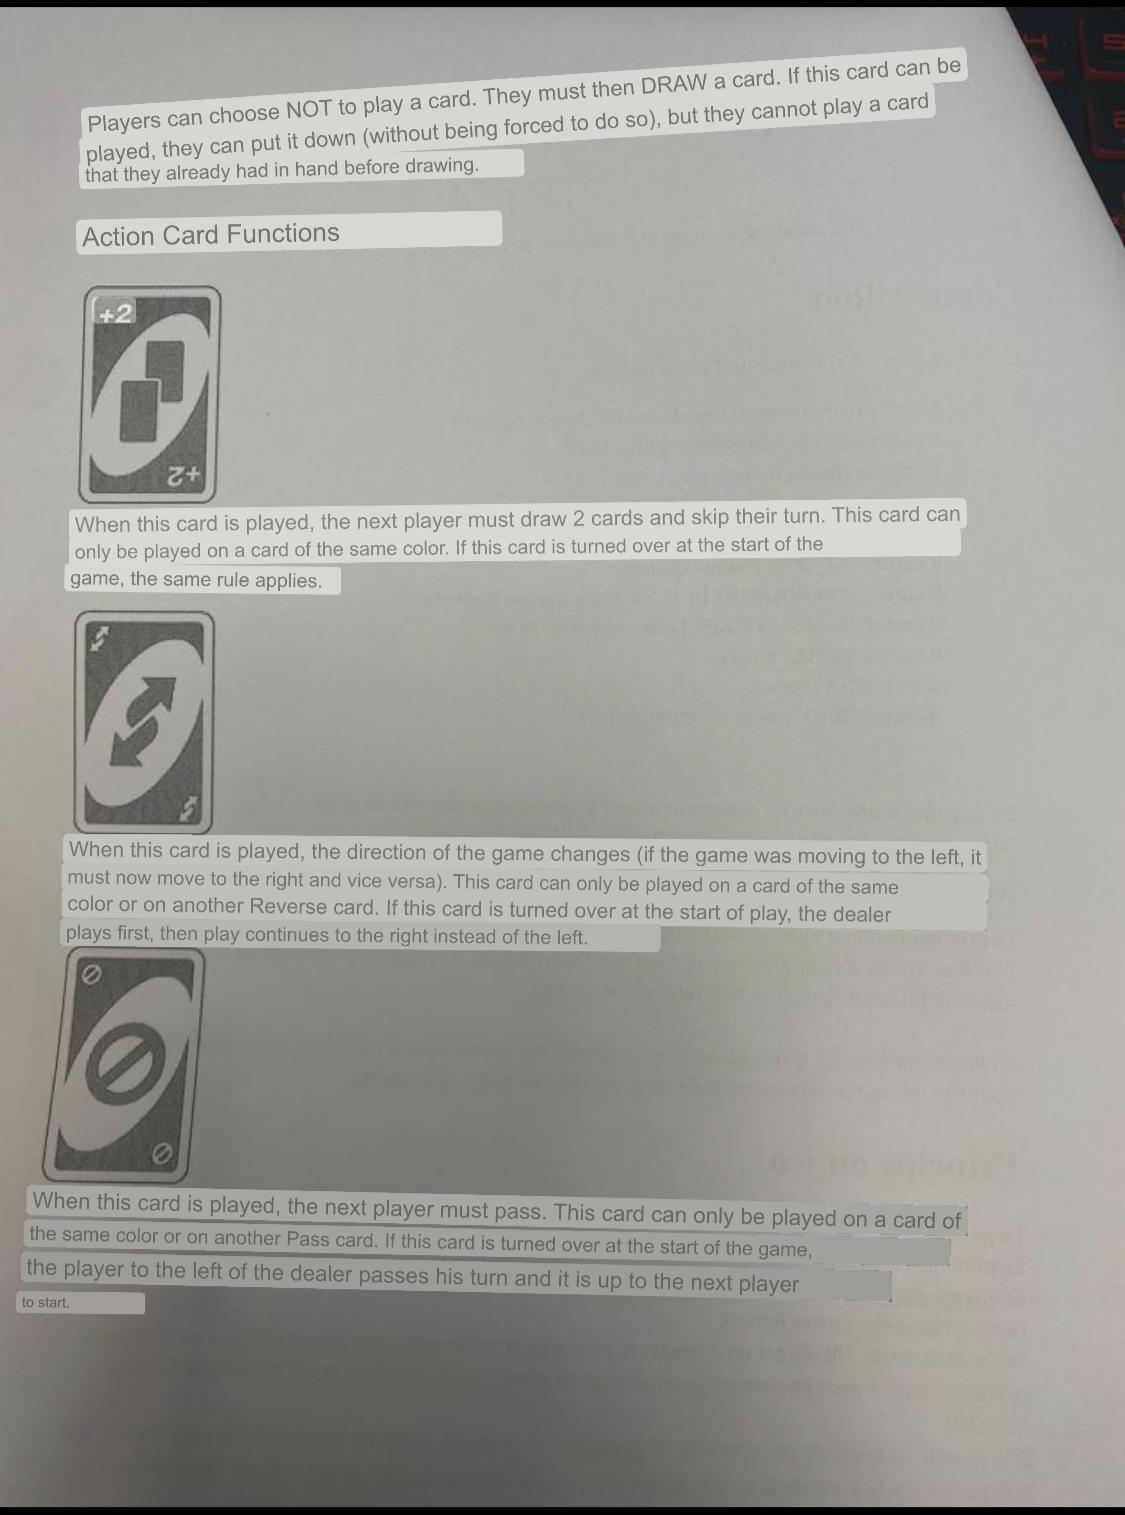 Players can choose NOT to play a card. They must then DRAW a card. If this card can be
played, they can put it down (without being forced to do so), but they cannot play a card
that they already had in hand before drawing.
Action Card Functions
+2
+2
When this card is played, the next player must draw 2 cards and skip their turn. This card can
only be played on a card of the same color. If this card is turned over at the start of the
game, the same rule applies.
When this card is played, the direction of the game changes (if the game was moving to the left, it
must now move to the right and vice versa). This card can only be played on a card of the same
color or on another Reverse card. If this card is turned over at the start of play, the dealer
plays first, then play continues to the right instead of the left.
When this card is played, the next player must pass. This card can only be played on a card of
the same color or on another Pass card. If this card is turned over at the start of the game,
the player to the left of the dealer passes his turn and it is up to the next player
to start.